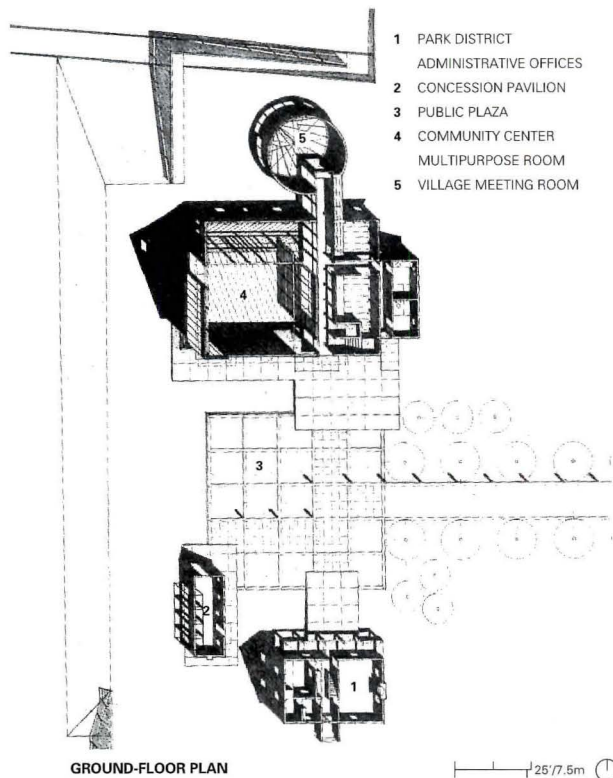 1 PARK DISTRICT
ADMINISTRATIVE OFFICES
2 CONCESSION PAVILION
3 PUBLIC PLAZA
4 COMMUNITY CENTER
MULTIPURPOSE ROOM
5 VILLAGE MEETING ROOM
5
4
3
2
1
GROUND-FLOOR PLAN
25'/7.5m